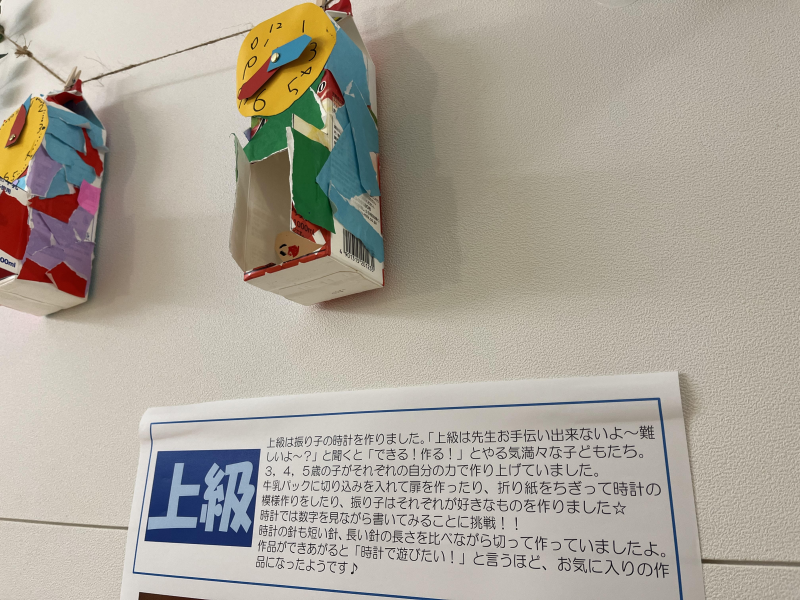 上級
上級は振り子の時計を作りました。「上級は先生お手伝い出来ないよ～難
しいよ～？」と聞くと「できる！作る！」とやる気満々な子どもたち。
3、4、5歳の子がそれぞれの自分の力で作り上げていました。
牛乳パックに切り込みを入れて扉を作ったり、折り紙をちぎって時計の
模様作りをしたり、振り子はそれぞれが好きなものを作りました☆
時計では数字を見ながら書いてみることに挑戦！！
時計の針も短い針、長い針の長さを比べながら切って作っていましたよ。
作品ができあがると「時計で遊びたい！」と言うほど、お気に入りの作
品になったようです♪